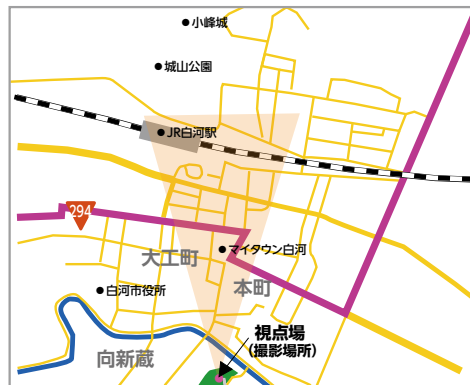 小峰城
城山公園
JR白河駅
294
マイタウン白河
大工町
本町
白河市役所
視点場
(撮影場所)
向新蔵